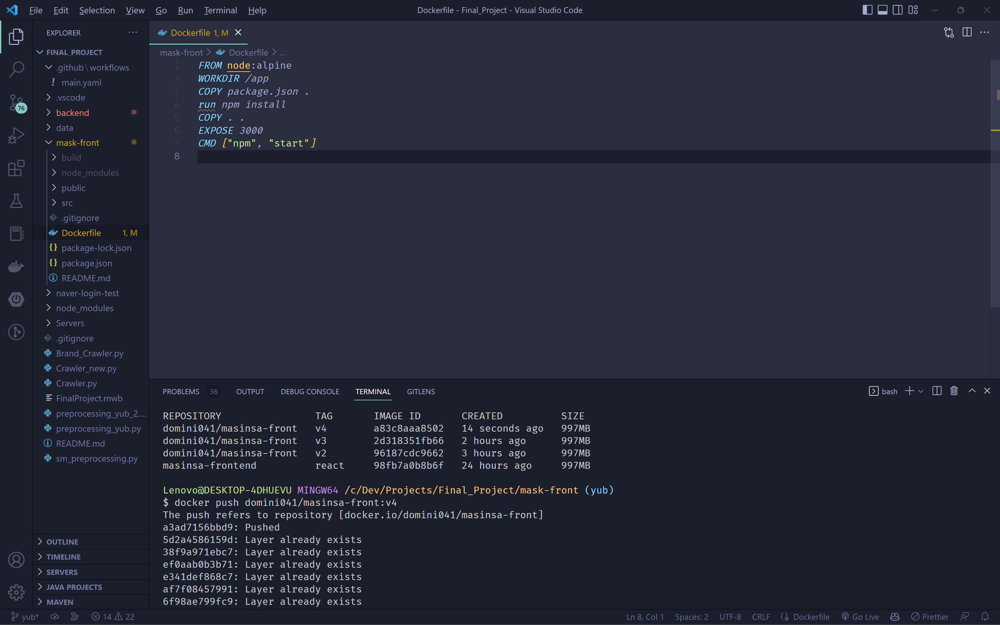 File Edit Selection View Go Run Terminal Help
Dockerfile - Final_Project - Visual Studio Code
EXPLORER
FINAL_PROJECT
.github\workflows
main.yaml
.vscode
backend
data
mask-front
build
node_modules
public
src
.gitignore
Dockerfile 1, M
package-lock.json
package.json
README.md
naver-login-test
node_modules
Servers
.gitignore
Brand_Crawler.py
Crawler_new.py
Crawler.py
FinalProject.mwb
preprocessing_yub_2....
preprocessing_yub.py
README.md
sm_preprocessing.py
OUTLINE
TIMELINE
SERVERS
JAVA PROJECTS
MAVEN
76
Dockerfile 1, M
mask-front > Dockerfile > ...
1 FROM node:alpine
2 WORKDIR /app
3 COPY package.json .
4 run npm install
5 COPY . .
6 EXPOSE 3000
7 CMD ["npm", "start"]
8
PROBLEMS 36 OUTPUT DEBUG CONSOLE TERMINAL GITLENS
bash
REPOSITORY TAG IMAGE ID CREATED SIZE
domini041/masinsa-front v4 a83c8aaa8502 14 seconds ago 997MB
domini041/masinsa-front v3 2d318351fb66 2 hours ago 997MB
domini041/masinsa-front v2 96187cdc9662 3 hours ago 997MB
masinsa-frontend react 98fb7a0b8b6f 24 hours ago 997MB
Lenovo@DESKTOP-4DHUEVU MINGW64 /c/Dev/Projects/Final_Project/mask-front (yub)
$ docker push domini041/masinsa-front:v4
The push refers to repository [docker.io/domini041/masinsa-front]
a3ad7156bbd9: Pushed
5d2a4586159d: Layer already exists
38f9a971ebc7: Layer already exists
ef0aab0b3b71: Layer already exists
e341def868c7: Layer already exists
af7f08457991: Layer already exists
6f98ae799fc9: Layer already exists
yub* 14 22
Ln 8, Col 1 Spaces: 2 UTF-8 CRLF Dockerfile Go Live Prettier